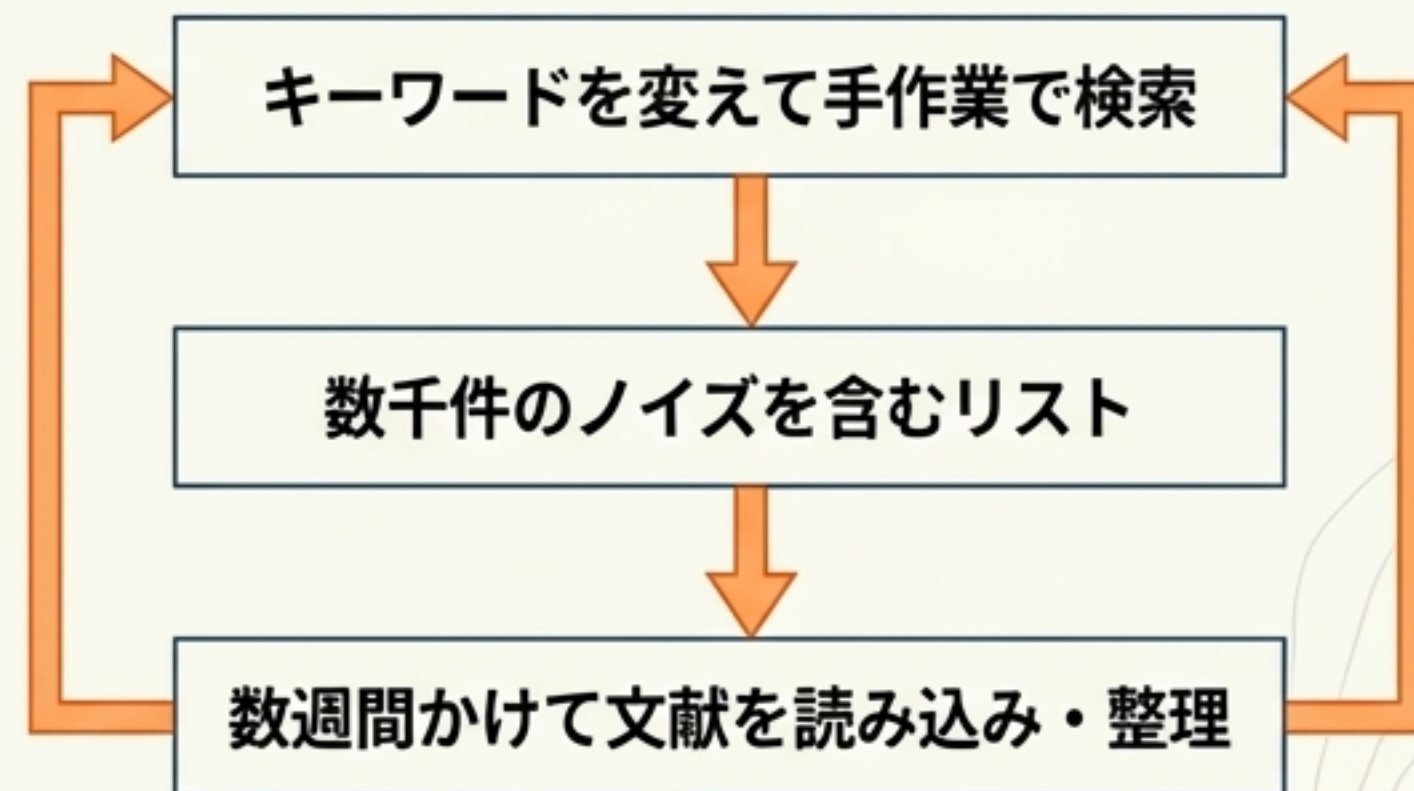 キーワードを変えて手作業で検索
数千件のノイズを含むリスト
数週間かけて文献を読み込み・整理